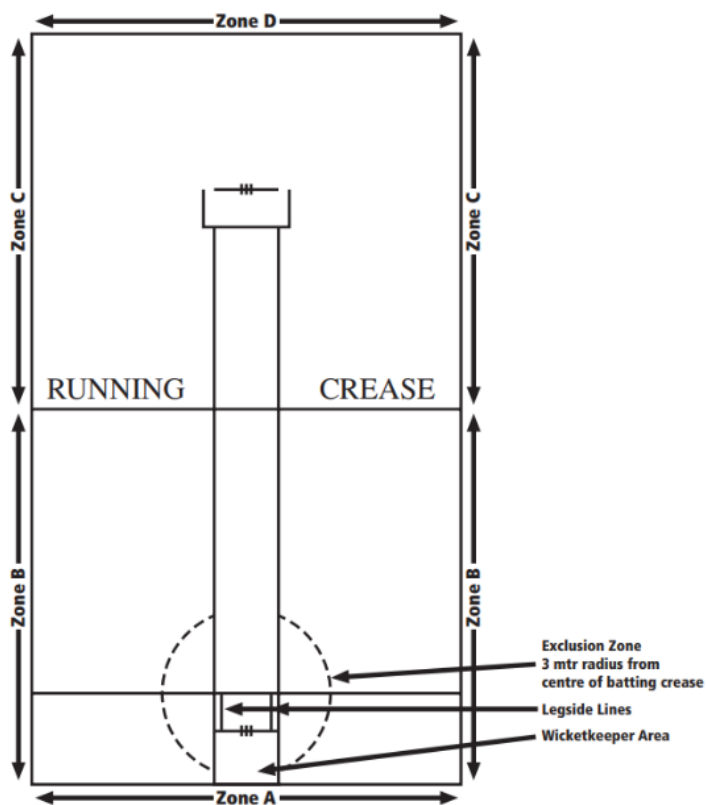 Zone D
Zone C
Zone C
RUNNING CREASE
Zone B
Zone B
Exclusion Zone
3 mtr radius from
centre of batting crease
Legside Lines
Wicketkeeper Area
Zone A